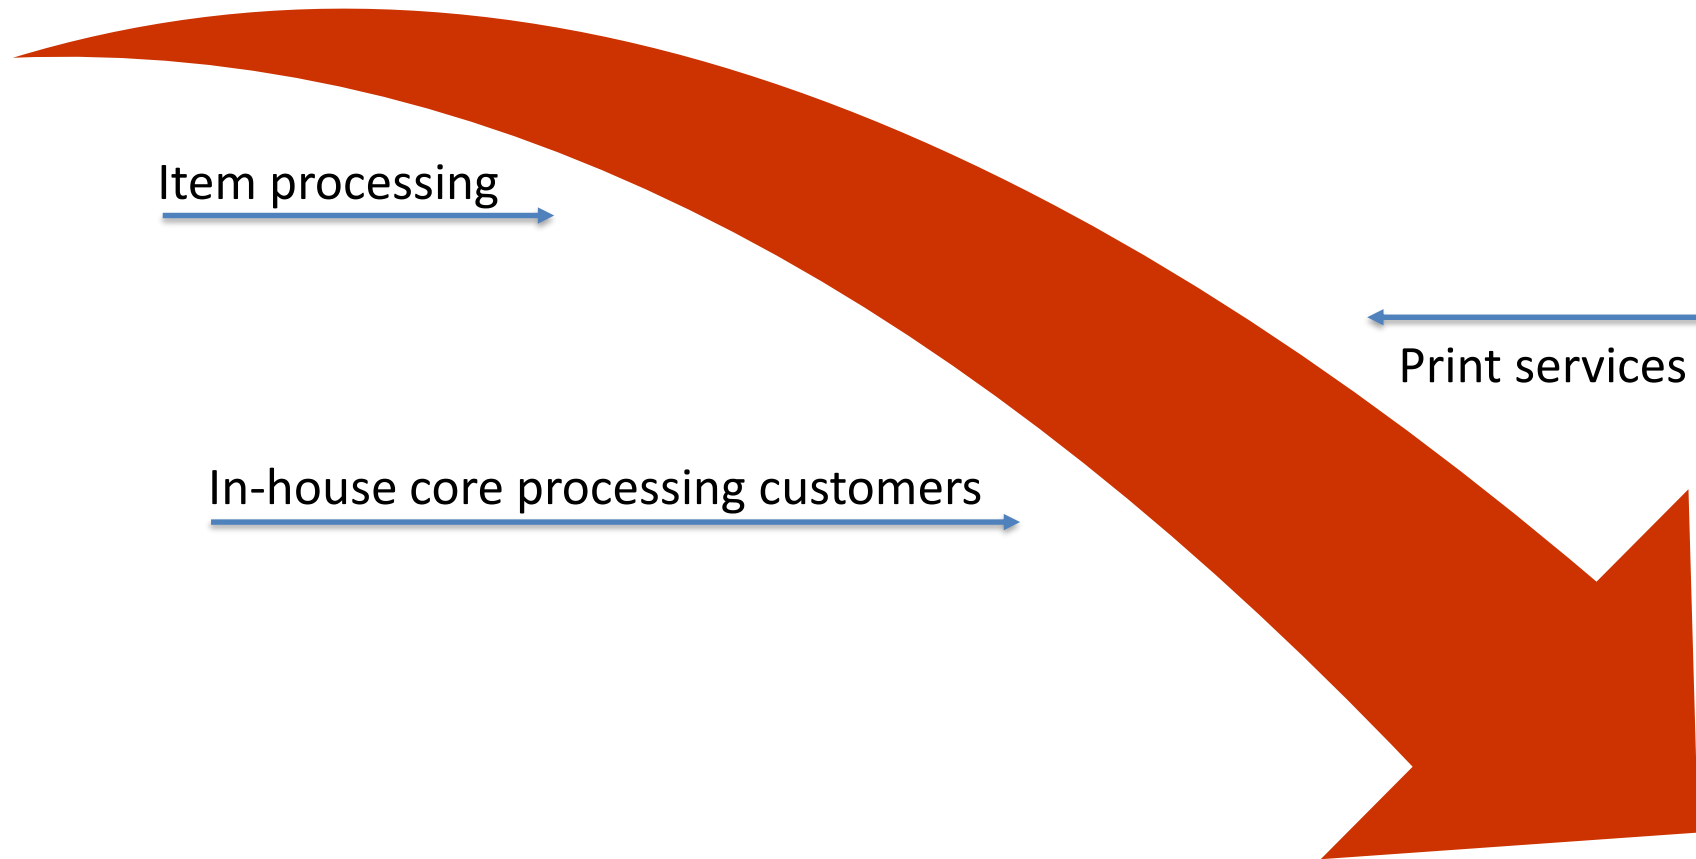 Item processing
Print services
In-house core processing customers